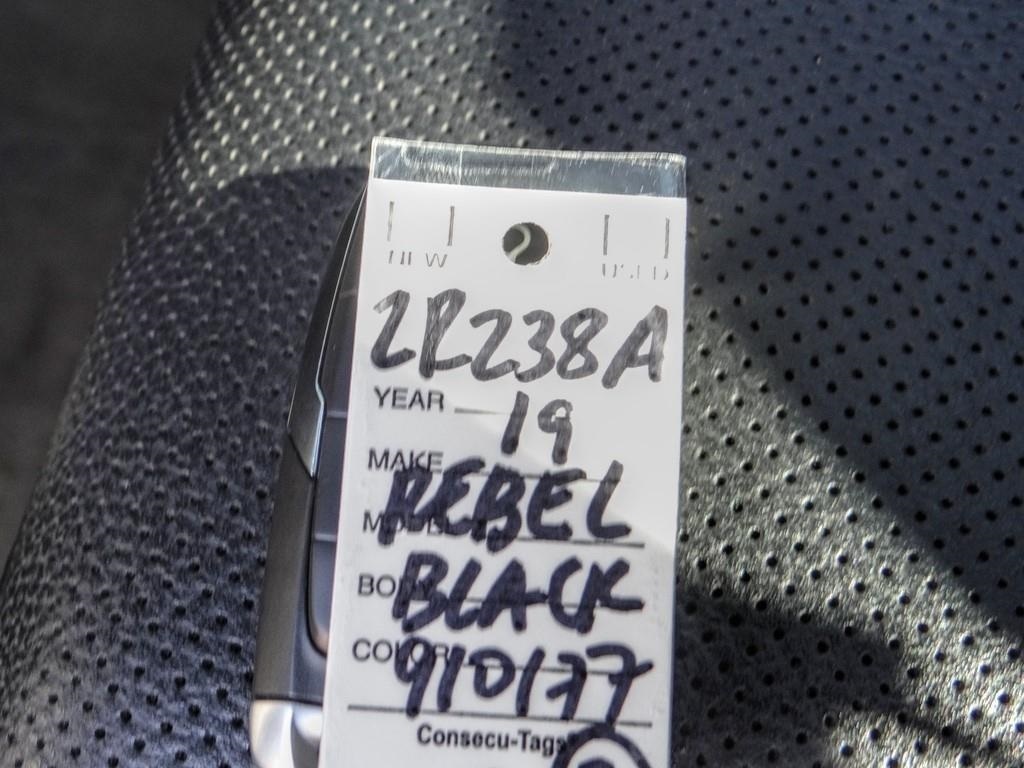 NEW USED
2R238A
YEAR 19
MAKE
REBEL
MODEL
BODY BLACK
COLOR 910177
Consecu-Tags